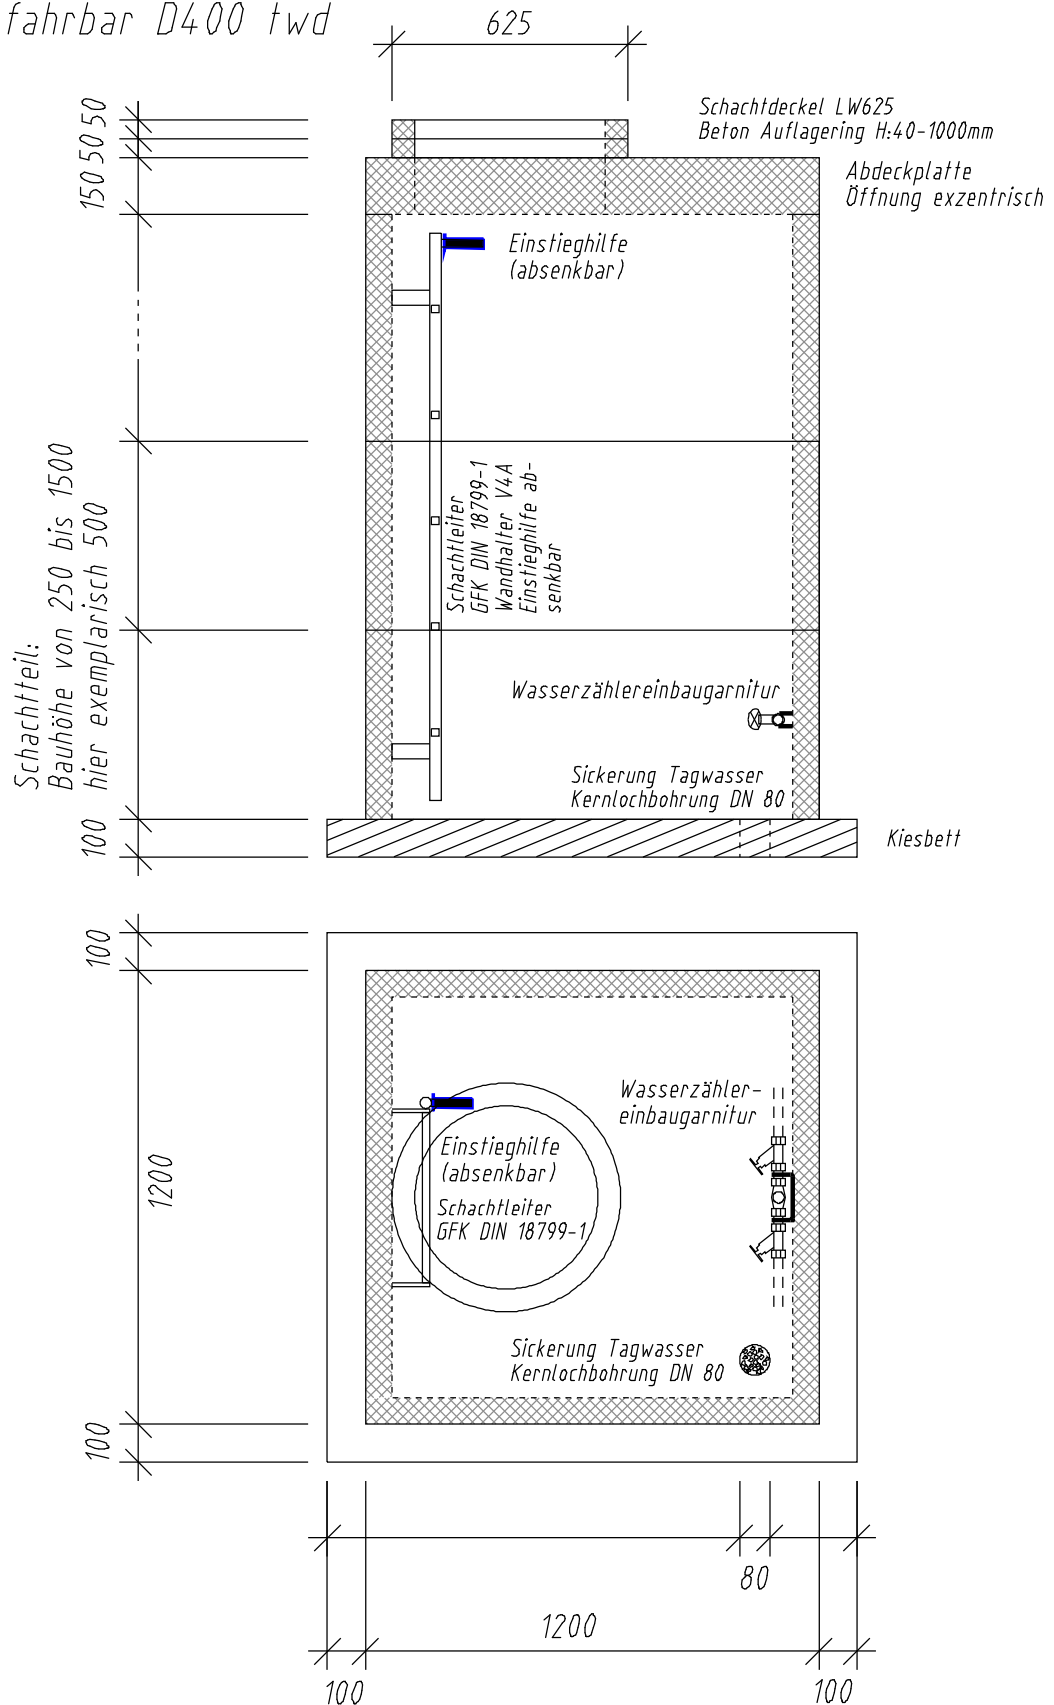 fahrbar D400 twd
625
50
50
150
Schachtdeckel LW625
Beton Auflagering H:40-1000mm
Abdeckplatte
Öffnung exzentrisch
Einstieghilfe
(absenkbar)
Schachtleiter
GFK DIN 18799-1
Wandhalter V4A
Einstieghilfe ab-
senkbar
Schachtteil:
Bauhöhe von 250 bis 1500
hier exemplarisch 500
Wasserzählereinbaugarnitur
Sickerung Tagwasser
Kernlochbohrung DN 80
100
Kiesbett
100
1200
100
Wasserzähler-
einbaugarnitur
Einstieghilfe
(absenkbar)
Schachtleiter
GFK DIN 18799-1
Sickerung Tagwasser
Kernlochbohrung DN 80
80
1200
100
100